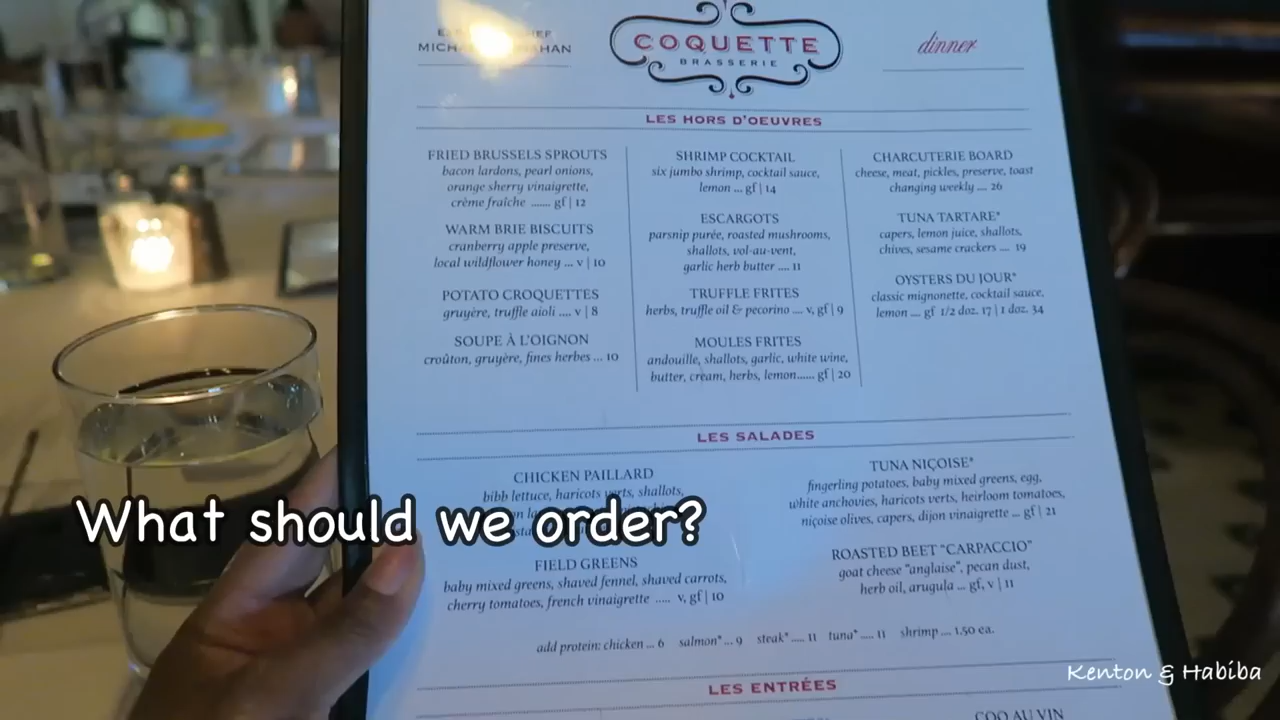 MICHA HAN
COQUETTE
BRASSERIE
dinner
LES HORS D'OEUVRES
FRIED BRUSSELS SPROUTS
bacon lardons, pearl onions,
orange sherry vinaigrette,
crème fraîche ....... gf | 12
WARM BRIE BISCUITS
cranberry apple preserve,
local wildflower honey ... v | 10
POTATO CROQUETTES
gruyère, truffle aioli .... v | 8
SOUPE À L'OIGNON
croûton, gruyère, fines herbes ... 10
SHRIMP COCKTAIL
six jumbo shrimp, cocktail sauce,
lemon ... gf | 14
ESCARGOTS
parsnip purée, roasted mushrooms,
shallots, vol-au-vent,
garlic herb butter .... 11
TRUFFLE FRITES
herbs, truffle oil & pecorino .... v, gf | 9
MOULES FRITES
andouille, shallots, garlic, white wine,
butter, cream, herbs, lemon...... gf | 20
CHARCUTERIE BOARD
cheese, meat, pickles, preserve, toast
changing weekly .... 26
TUNA TARTARE*
capers, lemon juice, shallots,
chives, sesame crackers .... 19
OYSTERS DU JOUR*
classic mignonette, cocktail sauce,
lemon .... gf 1/2 doz. 17 | 1 doz. 34
LES SALADES
CHICKEN PAILLARD
bibb lettuce, haricots verts, shallots,
FIELD GREENS
baby mixed greens, shaved fennel, shaved carrots,
cherry tomatoes, french vinaigrette ..... v, gf | 10
TUNA NIÇOISE*
fingerling potatoes, baby mixed greens, egg,
white anchovies, haricots verts, heirloom tomatoes,
niçoise olives, capers, dijon vinaigrette ... gf | 21
ROASTED BEET "CARPACCIO"
goat cheese "anglaise", pecan dust,
herb oil, arugula ... gf, v | 11
add protein: chicken ... 6 salmon* ... 9 steak* ..... 11 tuna* ..... 11 shrimp .... 1.50 ea.
LES ENTRÉES
COQ AU VIN
What should we order?
Kenton & Habiba